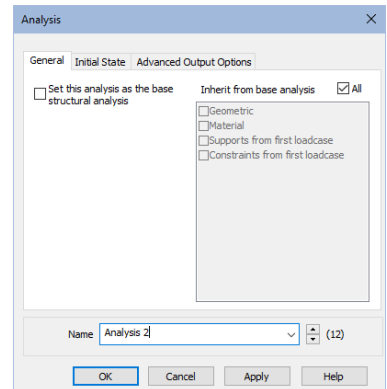 Analysis
General Initial State Advanced Output Options
Set this analysis as the base
structural analysis
Inherit from base analysis All
Geometric
Material
Supports from first loadcase
Constraints from first loadcase
Name Analysis 2 (12)
OK Cancel Apply Help